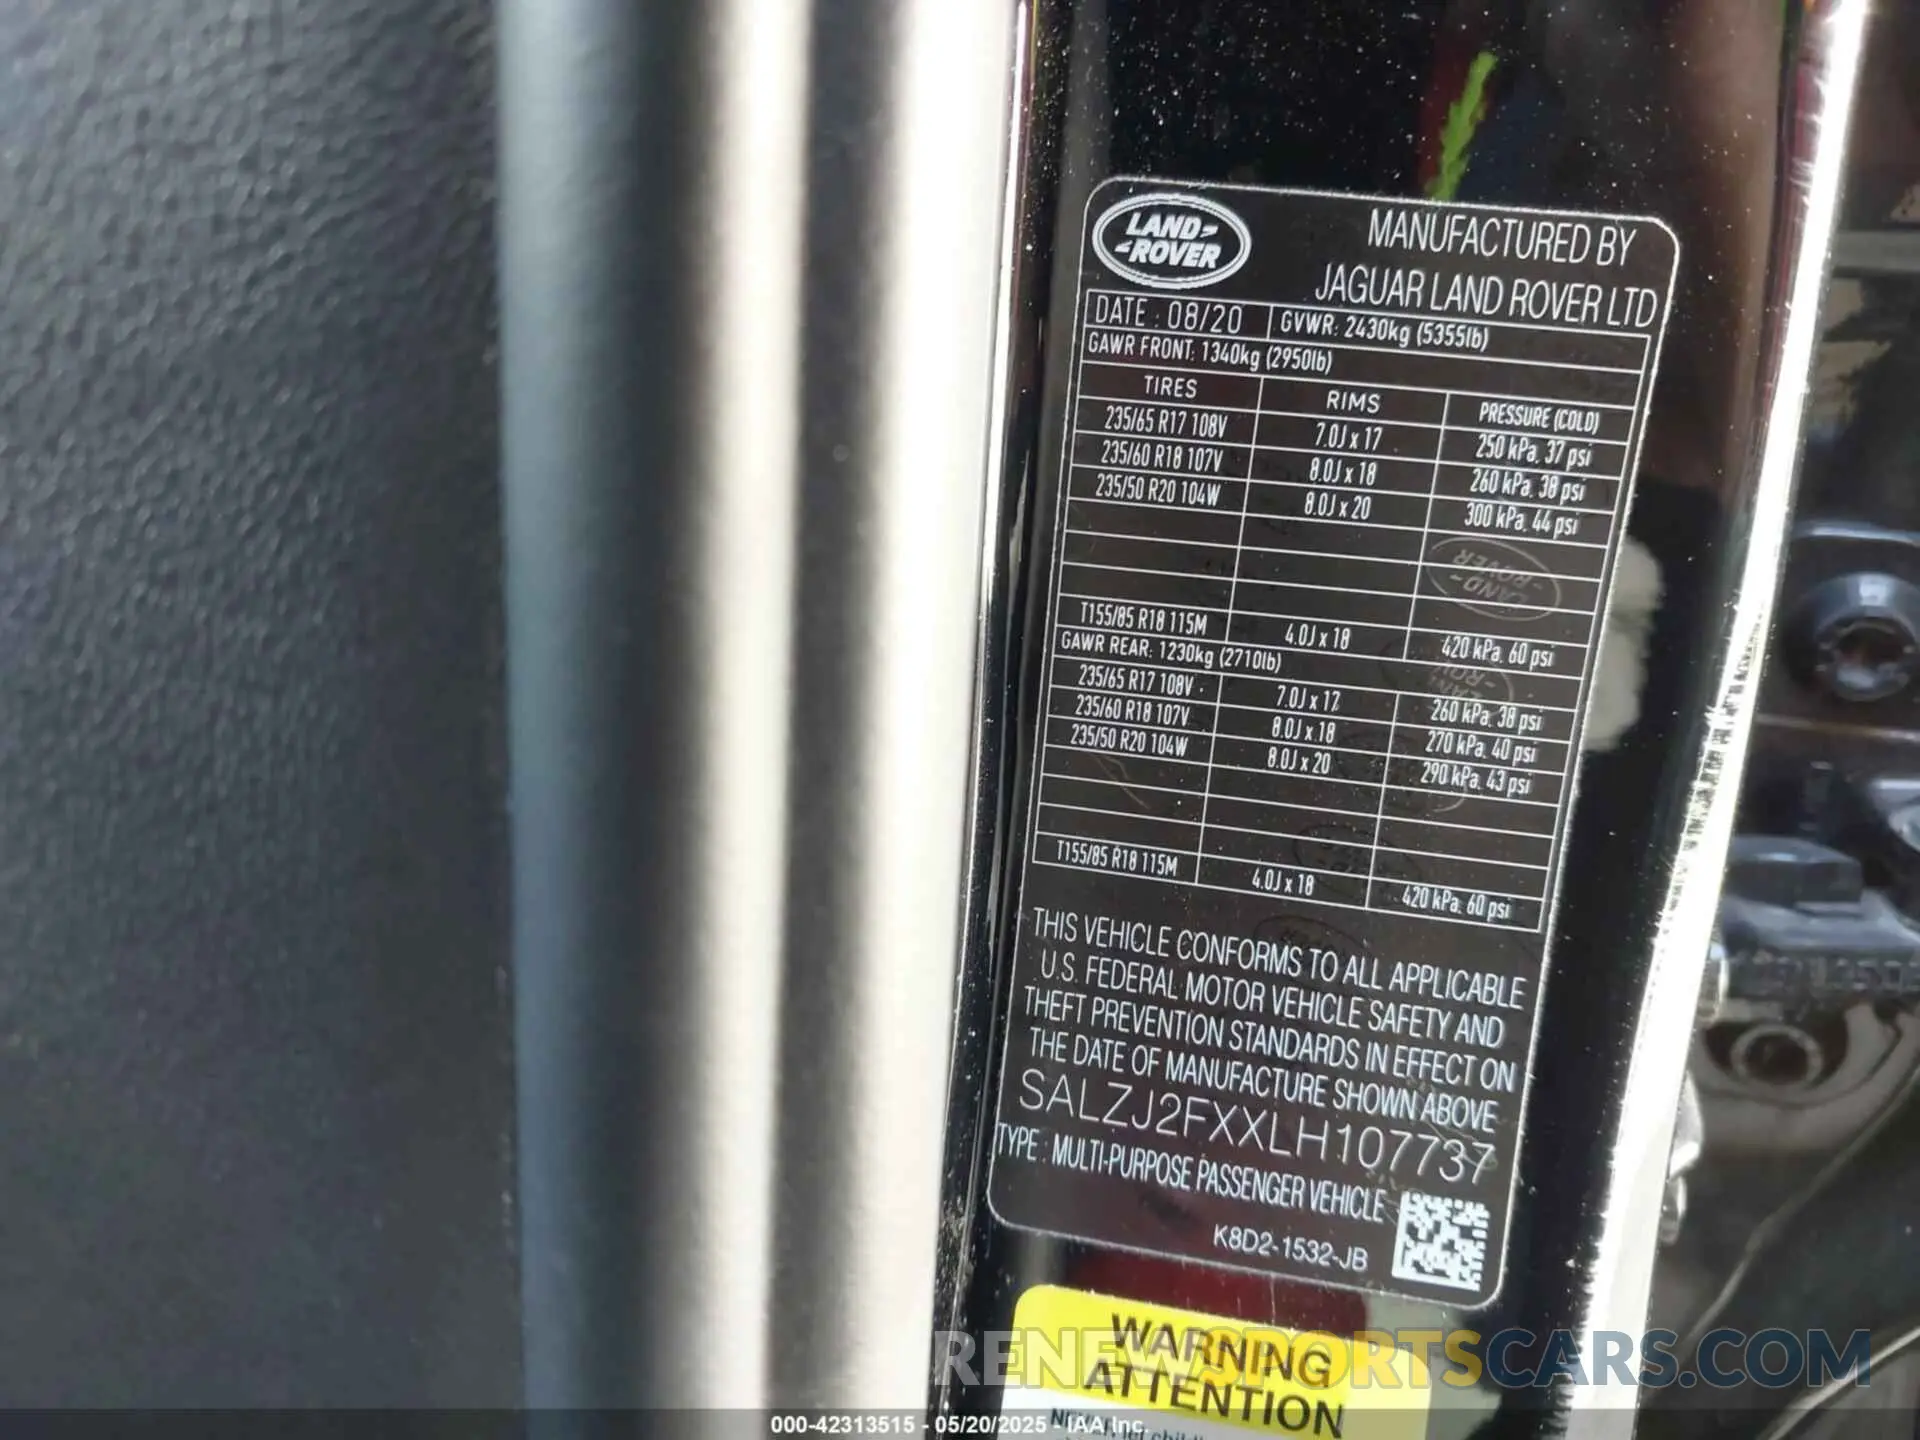 LAND
ROVER
MANUFACTURED BY
JAGUAR LAND ROVER LTD
DATE : 08/20 GVWR: 2430kg (5355lb)
GAWR FRONT: 1340kg (2950lb)
TIRES RIMS PRESSURE (COLD)
235/65 R17 108V 7.0J x 17 250 kPa, 37 psi
235/60 R18 107V 8.0J x 18 260 kPa, 38 psi
235/50 R20 104W 8.0J x 20 300 kPa, 44 psi
T155/85 R18 115M 4.0J x 18 420 kPa, 60 psi
GAWR REAR: 1230kg (2710lb)
235/65 R17 108V 7.0J x 17 260 kPa, 38 psi
235/60 R18 107V 8.0J x 18 270 kPa, 40 psi
235/50 R20 104W 8.0J x 20 290 kPa, 43 psi
T155/85 R18 115M 4.0J x 18 420 kPa, 60 psi
THIS VEHICLE CONFORMS TO ALL APPLICABLE
U.S. FEDERAL MOTOR VEHICLE SAFETY AND
THEFT PREVENTION STANDARDS IN EFFECT ON
THE DATE OF MANUFACTURE SHOWN ABOVE
SALZJ2FXXLH107737
TYPE : MULTI-PURPOSE PASSENGER VEHICLE
K8D2-1532-JB
WARNING
ATTENTION
RENEWSPORTSCARS.COM
000-42313515 - 05/20/2025 - IAA Inc.